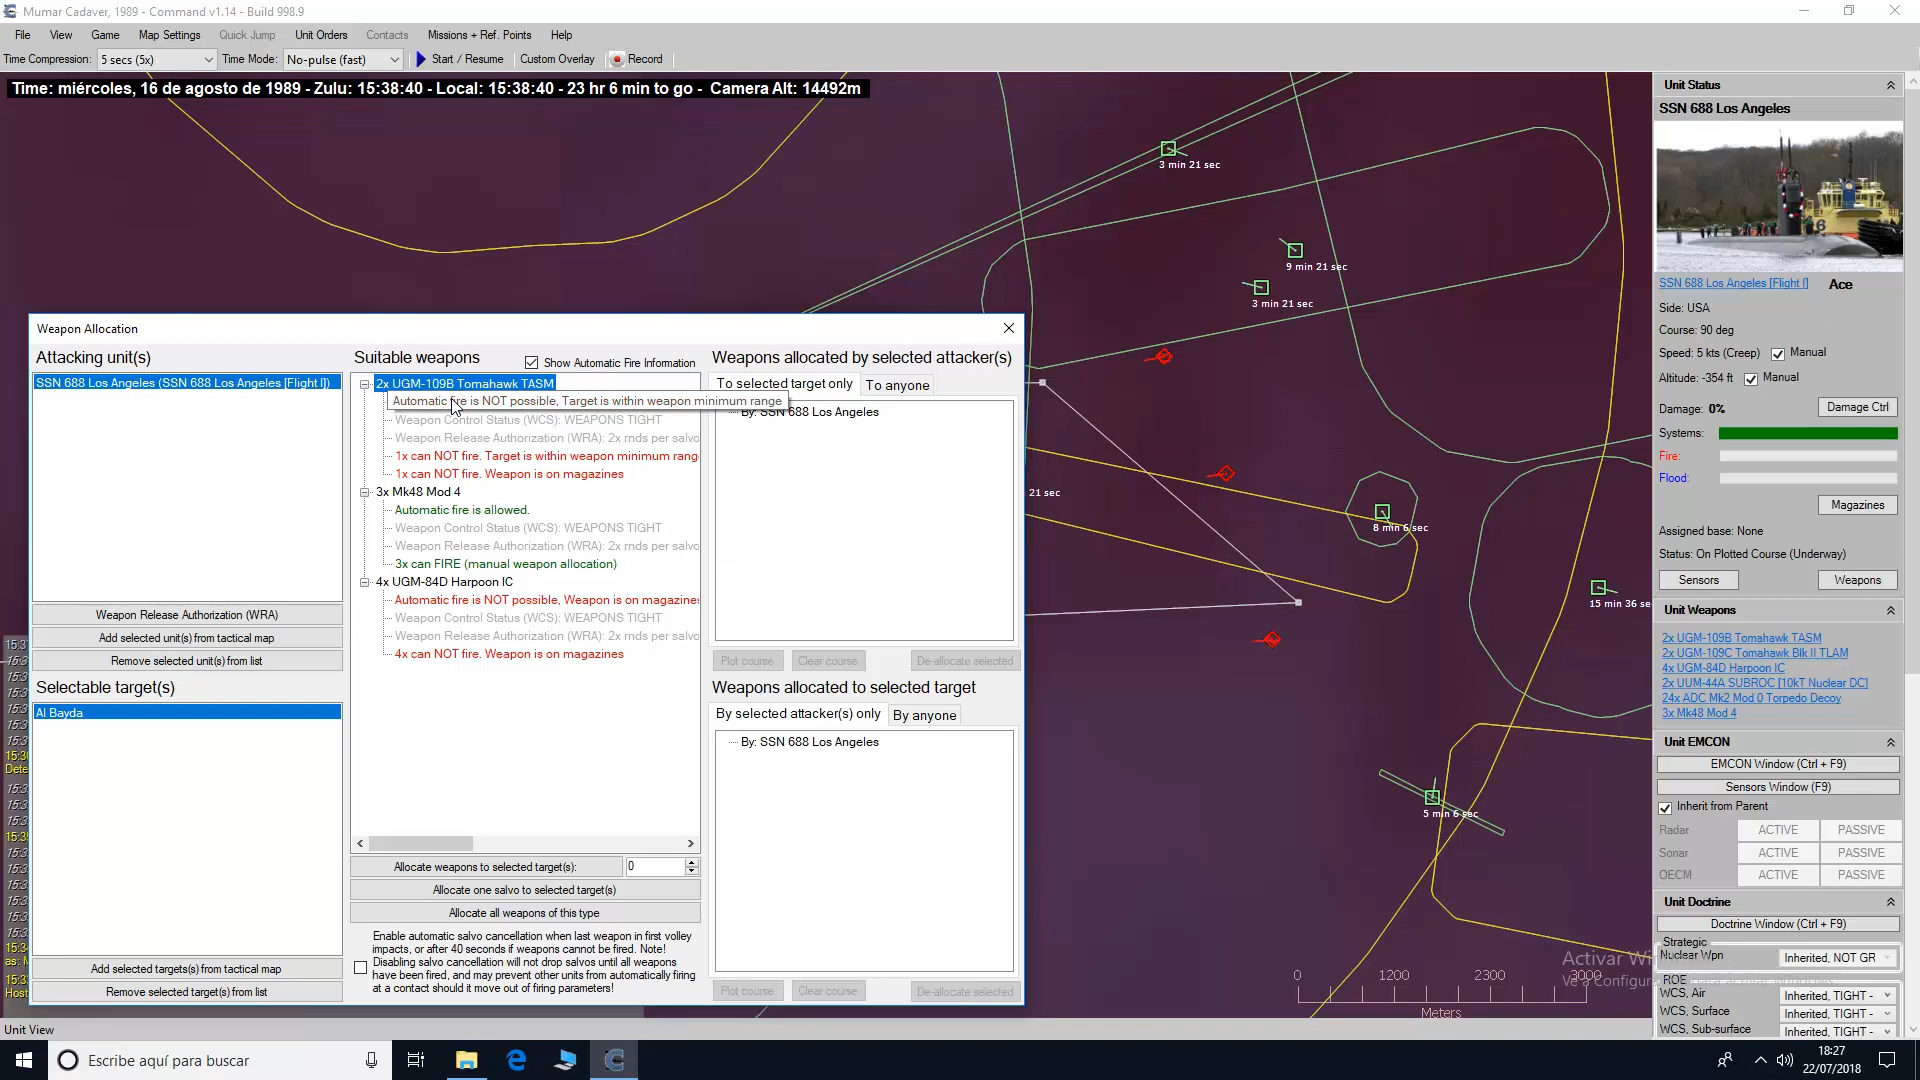 Mumar Cadaver, 1989 - Command v1.14 - Build 998.9
File View Game Map Settings Quick Jump Unit Orders Contacts Missions + Ref. Points Help
Time Compression: 5 secs (5x) Time Mode: No-pulse (fast) Start / Resume Custom Overlay Record
Time: miércoles, 16 de agosto de 1989 - Zulu: 15:38:40 - Local: 15:38:40 - 23 hr 6 min to go - Camera Alt: 14492m
3 min 21 sec
9 min 21 sec
3 min 21 sec
21 sec
8 min 6 sec
15 min 36 se
5 min 6 sec
Weapon Allocation
Attacking unit(s)
SSN 688 Los Angeles (SSN 688 Los Angeles [Flight I])
Weapon Release Authorization (WRA)
Add selected unit(s) from tactical map
Remove selected unit(s) from list
Selectable target(s)
Al Bayda
Add selected targets(s) from tactical map
Remove selected target(s) from list
Suitable weapons
Show Automatic Fire Information
2x UGM-109B Tomahawk TASM
Automatic fire is NOT possible, Target is within weapon minimum range
Weapon Control Status (WCS): WEAPONS TIGHT
Weapon Release Authorization (WRA): 2x rnds per salvo
1x can NOT fire. Target is within weapon minimum rang
1x can NOT fire. Weapon is on magazines
3x Mk48 Mod 4
Automatic fire is allowed.
Weapon Control Status (WCS): WEAPONS TIGHT
Weapon Release Authorization (WRA): 2x rnds per salvo
3x can FIRE (manual weapon allocation)
4x UGM-84D Harpoon IC
Automatic fire is NOT possible, Weapon is on magazines
Weapon Control Status (WCS): WEAPONS TIGHT
Weapon Release Authorization (WRA): 2x rnds per salvo
4x can NOT fire. Weapon is on magazines
Allocate weapons to selected target(s): 0
Allocate one salvo to selected target(s)
Allocate all weapons of this type
Enable automatic salvo cancellation when last weapon in first volley
impacts, or after 40 seconds if weapons cannot be fired. Note!
Disabling salvo cancellation will not drop salvos until all weapons
have been fired, and may prevent other units from automatically firing
at a contact should it move out of firing parameters!
Weapons allocated by selected attacker(s)
To selected target only To anyone
By: SSN 688 Los Angeles
Plot course Clear course De-allocate selected
Weapons allocated to selected target
By selected attacker(s) only By anyone
By: SSN 688 Los Angeles
Plot course Clear course De-allocate selected
0 1200 2300 3000
Meters
Unit Status
SSN 688 Los Angeles
SSN 688 Los Angeles [Flight I] Ace
Side: USA
Course: 90 deg
Speed: 5 kts (Creep) Manual
Altitude: -354 ft Manual
Damage: 0% Damage Ctrl
Systems:
Fire:
Flood:
Magazines
Assigned base: None
Status: On Plotted Course (Underway)
Sensors Weapons
Unit Weapons
2x UGM-109B Tomahawk TASM
2x UGM-109C Tomahawk Blk II TLAM
4x UGM-84D Harpoon IC
2x UUM-44A SUBROC [10kT Nuclear DC]
24x ADC Mk2 Mod 0 Torpedo Decoy
3x Mk48 Mod 4
Unit EMCON
EMCON Window (Ctrl + F9)
Sensors Window (F9)
Inherit from Parent
Radar ACTIVE PASSIVE
Sonar ACTIVE PASSIVE
OECM ACTIVE PASSIVE
Unit Doctrine
Doctrine Window (Ctrl + F9)
Strategic
Nuclear Wpn Inherited, NOT GR
ROE
WCS, Air Inherited, TIGHT -
WCS, Surface Inherited, TIGHT -
WCS, Sub-surface Inherited, TIGHT -
Activar Wi
Ve a Configura
Unit View
Escribe aquí para buscar
18:27
22/07/2018